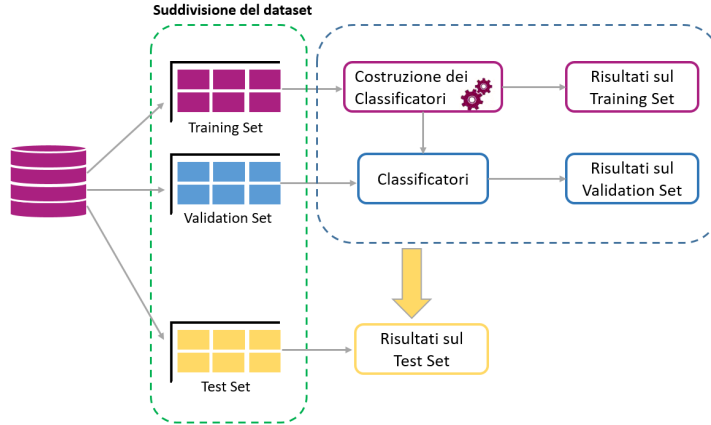 Suddivisione del dataset
Training Set
Costruzione dei
Classificatori
Risultati sul
Training Set
Validation Set
Classificatori
Risultati sul
Validation Set
Test Set
Risultati sul
Test Set